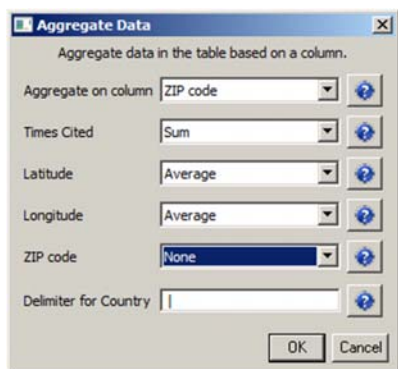 Aggregate Data
Aggregate data in the table based on a column.
Aggregate on column ZIP code
Times Cited Sum
Latitude Average
Longitude Average
ZIP code None
Delimiter for Country |
OK Cancel